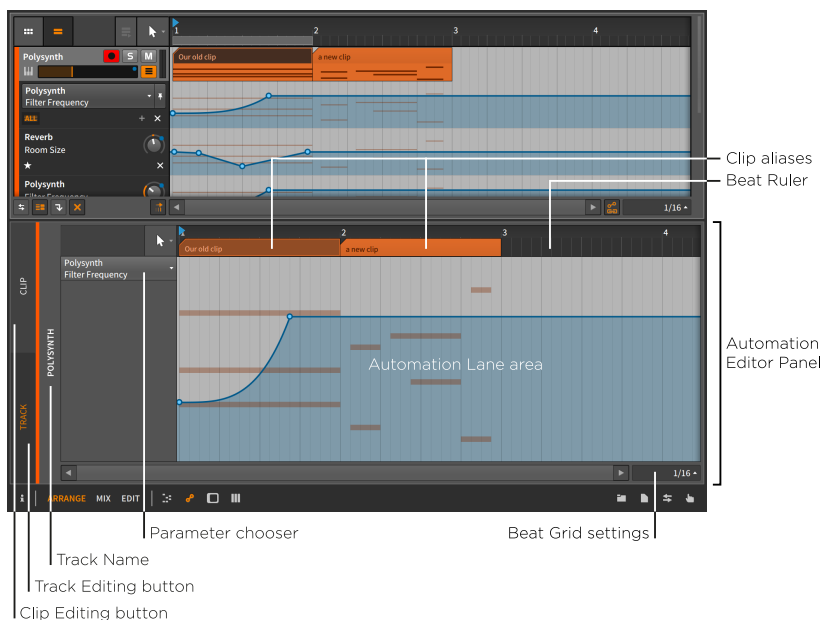 1 2 3 4
Polysynth S M
Our old clip a new clip
Polysynth
Filter Frequency
ALL + ×
Reverb
Room Size
Polysynth
Filter Frequency
1/16
Clip aliases
Beat Ruler
1 2 3 4
Our old clip a new clip
Polysynth
Filter Frequency
CLIP
POLYSYNTH
TRACK
Automation Lane area
Automation
Editor Panel
1/16
i ARRANGE MIX EDIT
Parameter chooser
Beat Grid settings
Track Name
Track Editing button
Clip Editing button